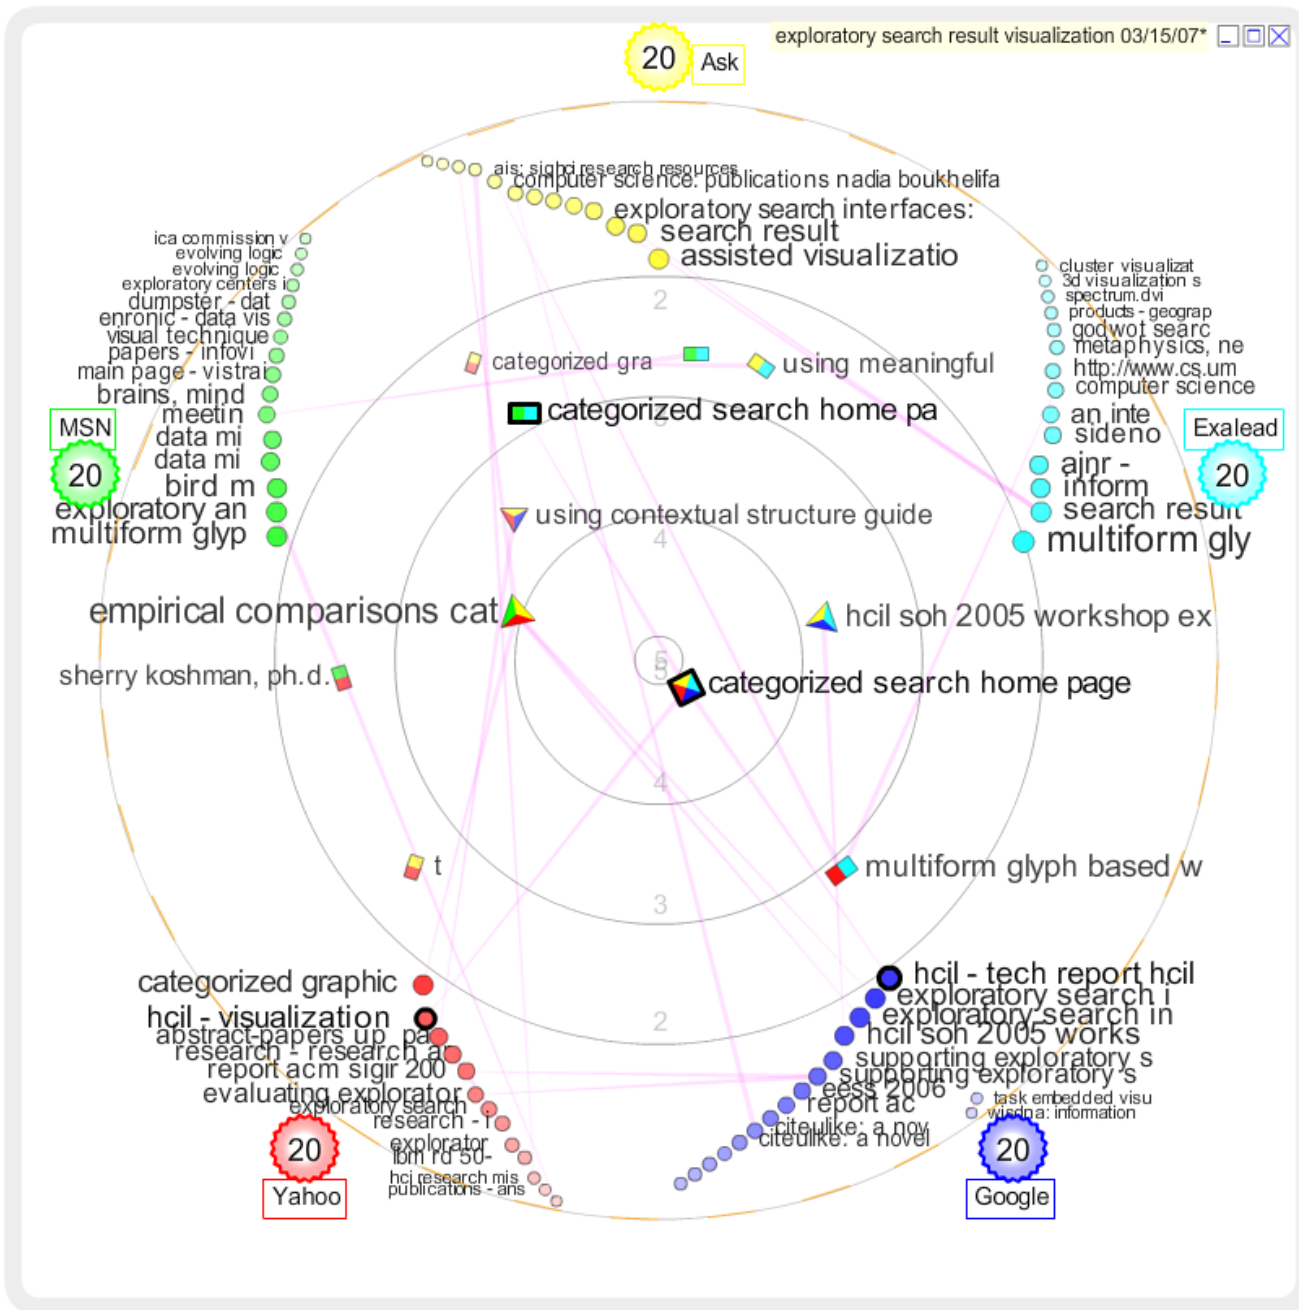 exploratory search result visualization 03/15/07*
20
Ask
ais: sighci research resources
computer science: publications nadia boukhelifa
exploratory search interfaces:
search result
assisted visualizatio
ica commission v
evolving logic
evolving logic
exploratory centers i
dumpster - dat
enronic - data vis
visual technique
papers - infovi
main page - vistrai
brains, mind
meetin
data mi
data mi
bird m
exploratory an
multiform glyp
MSN
20
cluster visualizat
3d visualization s
spectrum.dvi
products - geograp
godwot searc
metaphysics, ne
http://www.cs.um
computer science
an inte
sideno
ajnr -
inform
search result
multiform gly
Exalead
20
2
categorized gra
using meaningful
categorized search home pa
using contextual structure guide
4
empirical comparisons cat
hcil soh 2005 workshop ex
sherry koshman, ph.d.
5
categorized search home page
4
t
multiform glyph based w
3
2
categorized graphic
hcil - visualization
abstract-papers up pa
research - research ar
report acm sigir 200
evaluating explorator
exploratory search
research - i
explorator
ibm rd 50-
hci research mis
publications - ans
20
Yahoo
hcil - tech report hcil
exploratory search i
exploratory search in
hcil soh 2005 works
supporting exploratory s
supporting exploratory s
eess 2006
report ac
citeulike: a nov
citeulike: a novel
task embedded visu
information
20
Google